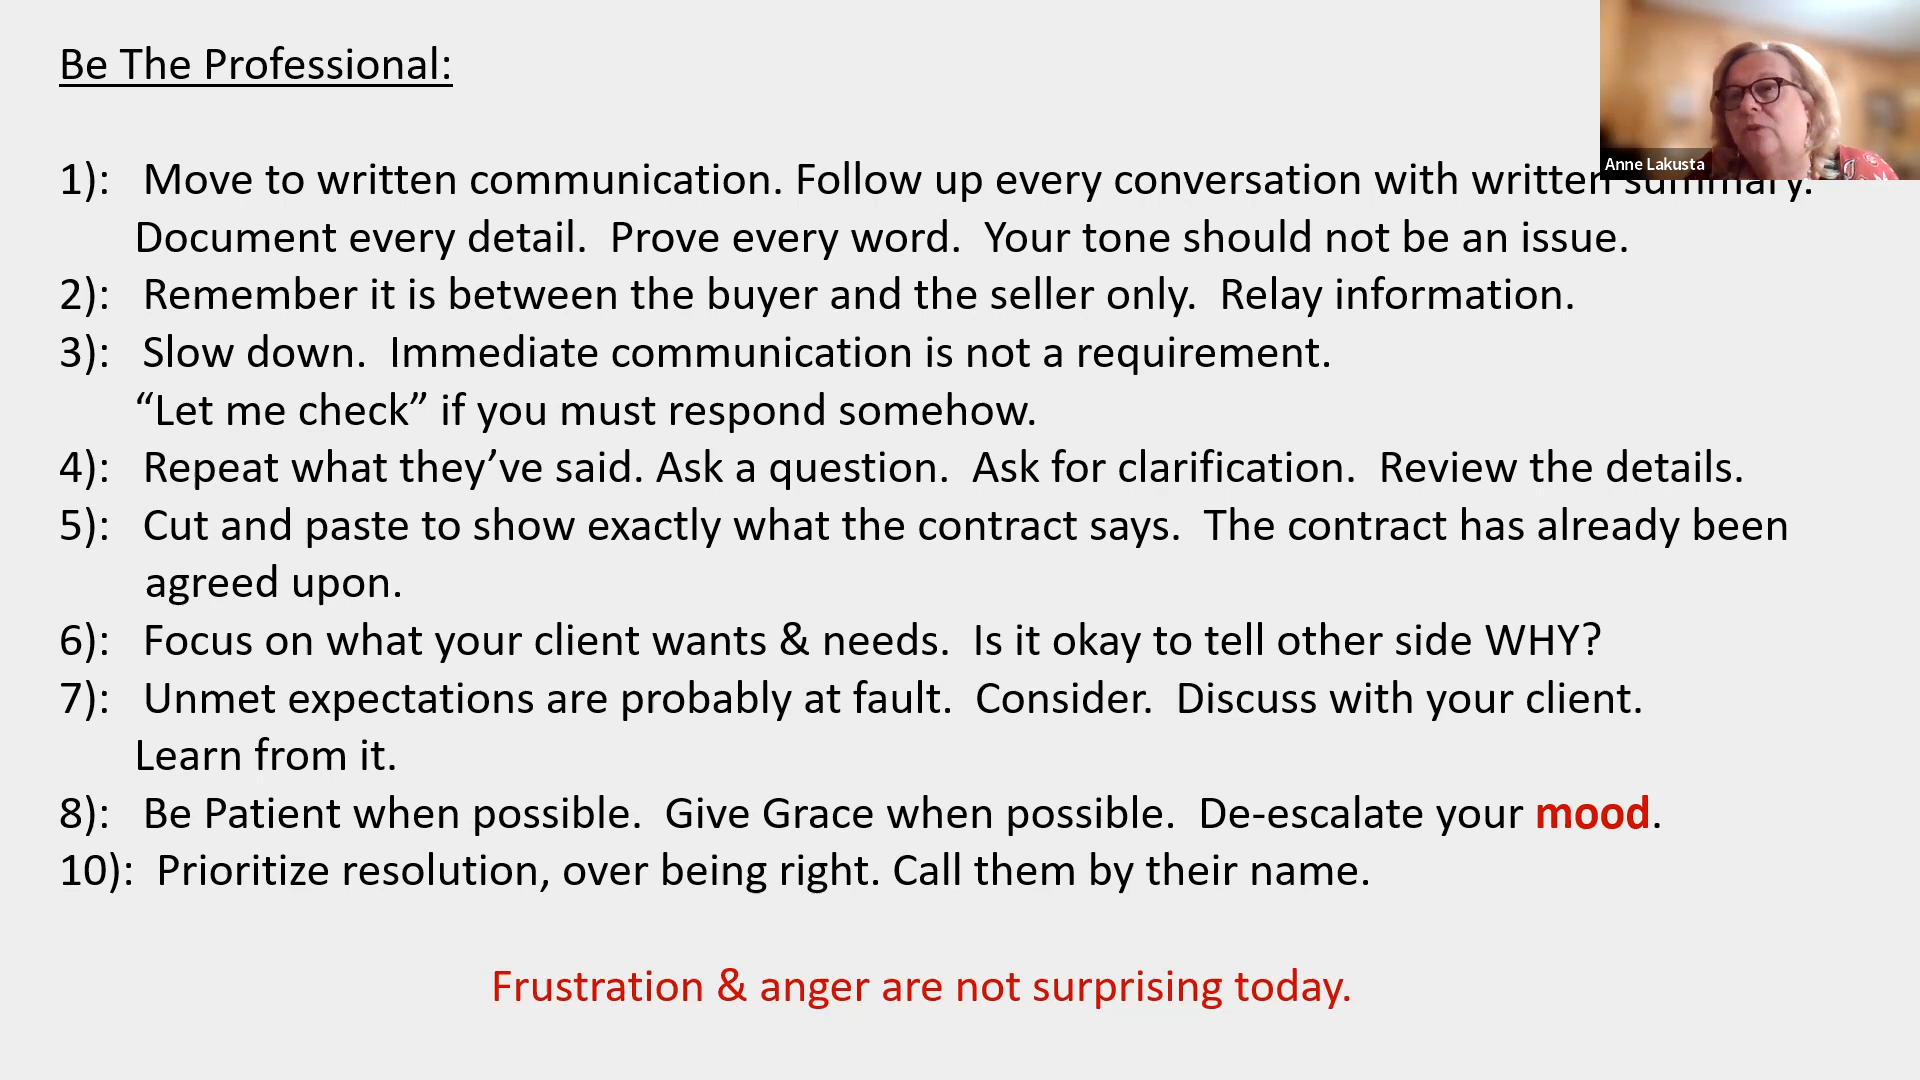 Be The Professional:
Anne Lakusta
1): Move to written communication. Follow up every conversation with written summary.
Document every detail. Prove every word. Your tone should not be an issue.
2): Remember it is between the buyer and the seller only. Relay information.
3): Slow down. Immediate communication is not a requirement.
“Let me check” if you must respond somehow.
4): Repeat what they’ve said. Ask a question. Ask for clarification. Review the details.
5): Cut and paste to show exactly what the contract says. The contract has already been
agreed upon.
6): Focus on what your client wants & needs. Is it okay to tell other side WHY?
7): Unmet expectations are probably at fault. Consider. Discuss with your client.
Learn from it.
8): Be Patient when possible. Give Grace when possible. De-escalate your mood.
10): Prioritize resolution, over being right. Call them by their name.
Frustration & anger are not surprising today.